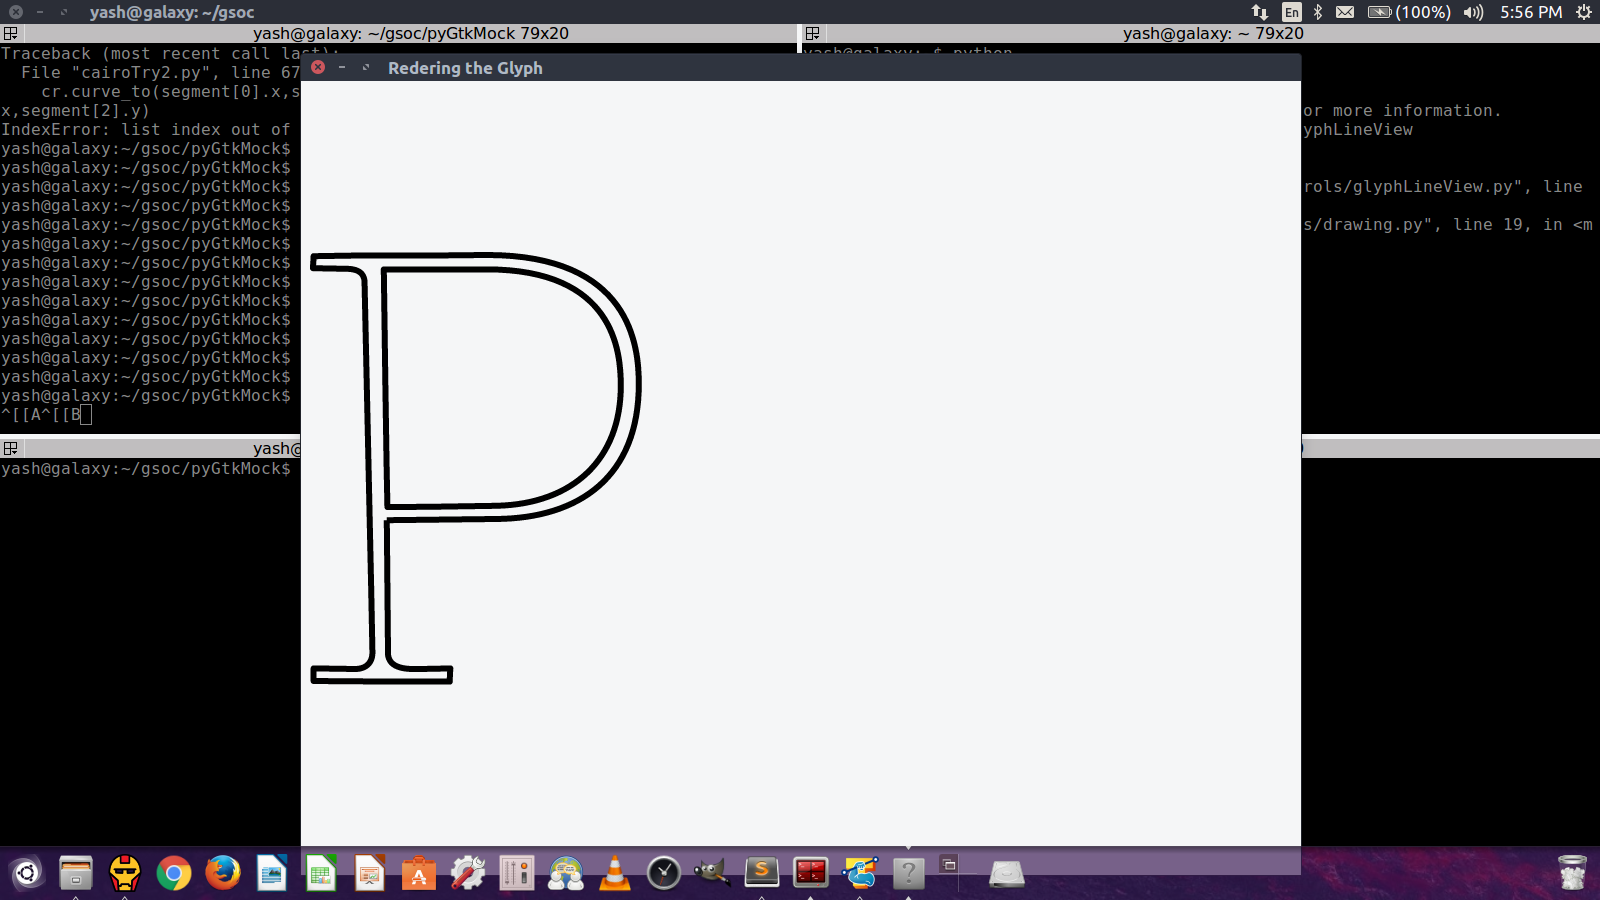 yash@galaxy: ~/gsoc
En
(100%)
5:56 PM
yash@galaxy: ~/gsoc/pyGtkMock 79x20
yash@galaxy: ~ 79x20
Traceback (most recent call last):
File "cairoTry2.py", line 67
cr.curve_to(segment[0].x,s
x,segment[2].y)
IndexError: list index out of
yash@galaxy:~/gsoc/pyGtkMock$
yash@galaxy:~/gsoc/pyGtkMock$
yash@galaxy:~/gsoc/pyGtkMock$
yash@galaxy:~/gsoc/pyGtkMock$
yash@galaxy:~/gsoc/pyGtkMock$
yash@galaxy:~/gsoc/pyGtkMock$
yash@galaxy:~/gsoc/pyGtkMock$
yash@galaxy:~/gsoc/pyGtkMock$
yash@galaxy:~/gsoc/pyGtkMock$
yash@galaxy:~/gsoc/pyGtkMock$
yash@galaxy:~/gsoc/pyGtkMock$
yash@galaxy:~/gsoc/pyGtkMock$
yash@galaxy:~/gsoc/pyGtkMock$
yash@galaxy:~/gsoc/pyGtkMock$
^[[A^[[B
yash@
yash@galaxy:~/gsoc/pyGtkMock$
Redering the Glyph
P
yash@galaxy: $ python
or more information.
yphLineView
rols/glyphLineView.py", line
s/drawing.py", line 19, in <m